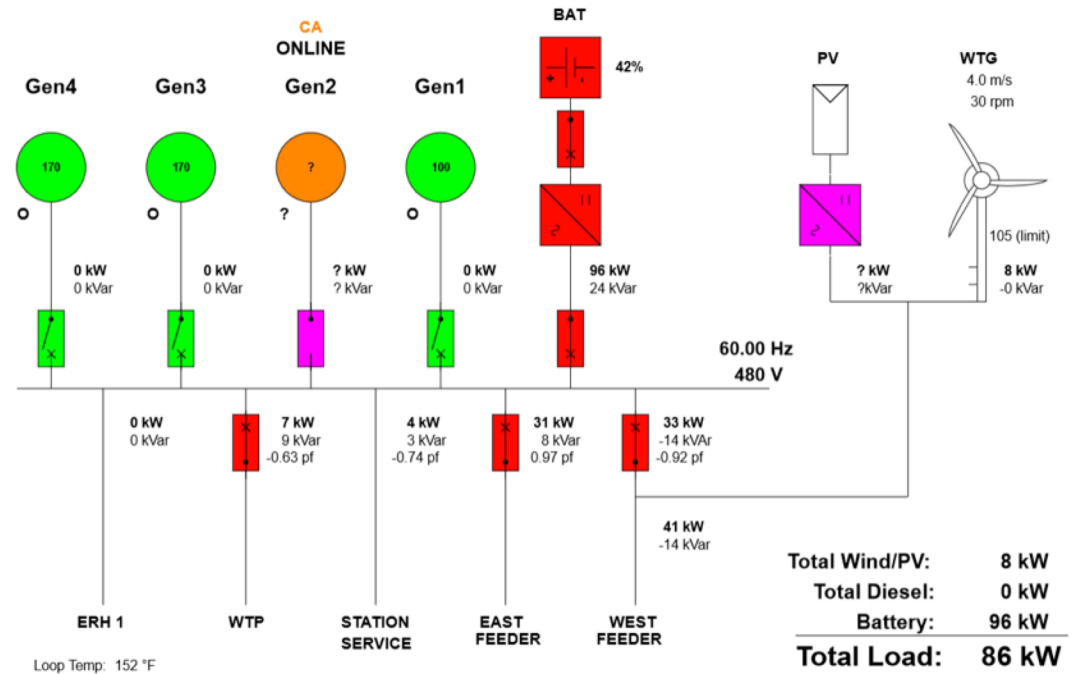 BAT
CA
ONLINE
42%
PV
WTG
4.0 m/s
30 rpm
Gen4
Gen3
Gen2
Gen1
170
170
?
100
O
O
?
O
105 (limit)
0 kW
0 kVar
0 kW
0 kVar
? kW
? kVar
0 kW
0 kVar
96 kW
24 kVar
? kW
?kVar
8 kW
-0 kVar
60.00 Hz
480 V
0 kW
0 kVar
7 kW
9 kVar
-0.63 pf
4 kW
3 kVar
-0.74 pf
31 kW
8 kVar
0.97 pf
33 kW
-14 kVAr
-0.92 pf
41 kW
-14 kVar
ERH 1
WTP
STATION
SERVICE
EAST
FEEDER
WEST
FEEDER
Total Wind/PV: 8 kW
Total Diesel: 0 kW
Battery: 96 kW
Total Load: 86 kW
Loop Temp: 152 °F